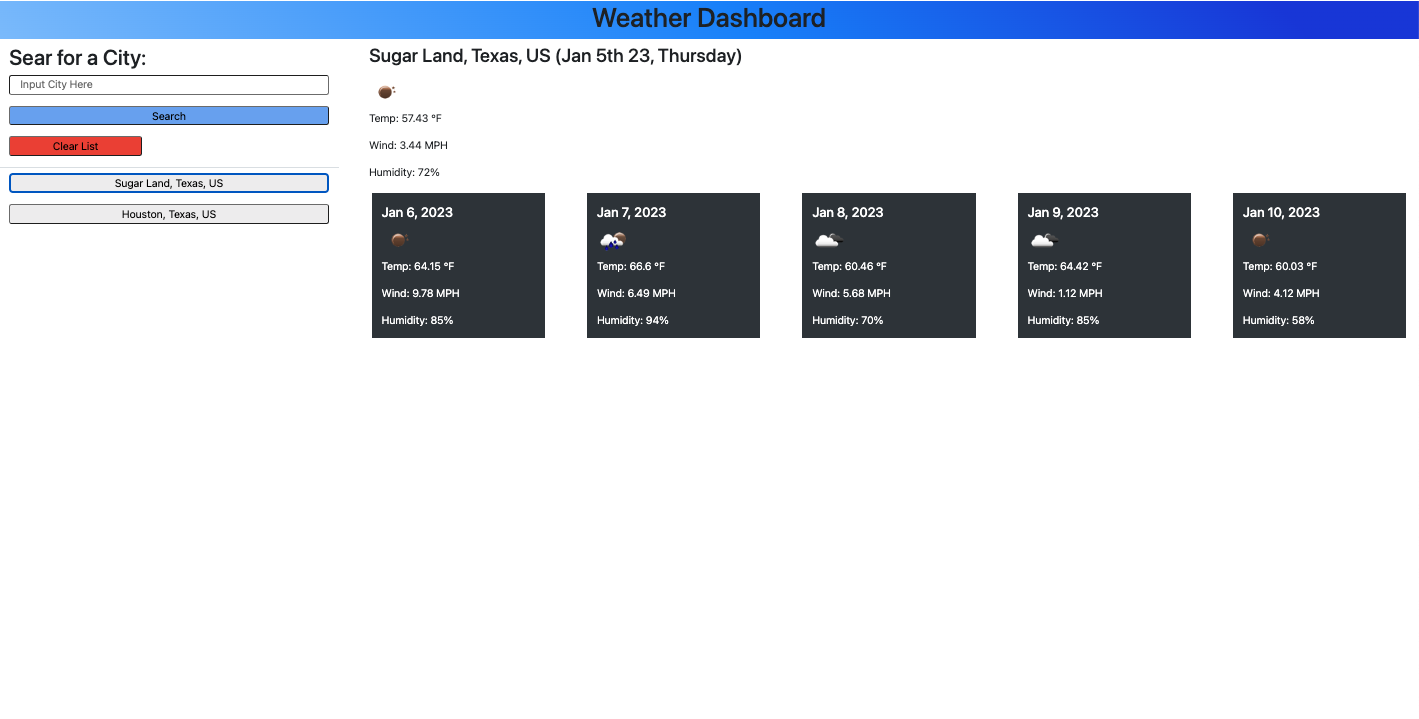 Weather Dashboard
Sear for a City:
Input City Here
Search
Clear List
Sugar Land, Texas, US
Houston, Texas, US
Sugar Land, Texas, US (Jan 5th 23, Thursday)
Temp: 57.43 °F
Wind: 3.44 MPH
Humidity: 72%
Jan 6, 2023
Temp: 64.15 °F
Wind: 9.78 MPH
Humidity: 85%
Jan 7, 2023
Temp: 66.6 °F
Wind: 6.49 MPH
Humidity: 94%
Jan 8, 2023
Temp: 60.46 °F
Wind: 5.68 MPH
Humidity: 70%
Jan 9, 2023
Temp: 64.42 °F
Wind: 1.12 MPH
Humidity: 85%
Jan 10, 2023
Temp: 60.03 °F
Wind: 4.12 MPH
Humidity: 58%